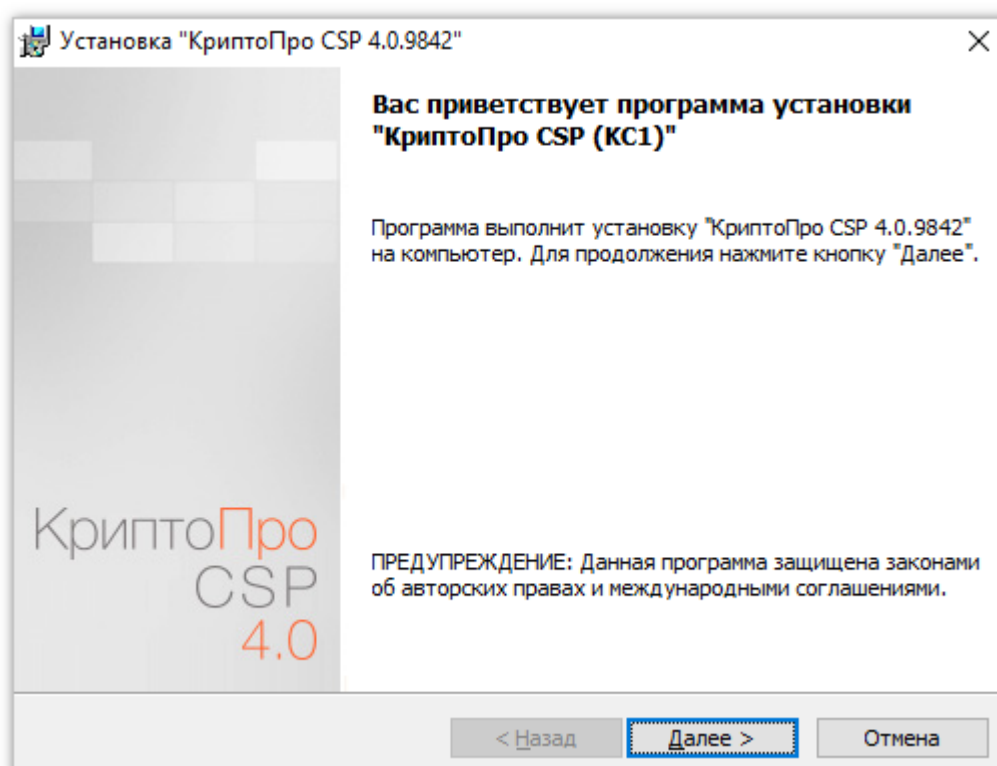 Установка "КриптоПро CSP 4.0.9842"
Вас приветствует программа установки
"КриптоПро CSP (КС1)"
Программа выполнит установку "КриптоПро CSP 4.0.9842"
на компьютер. Для продолжения нажмите кнопку "Далее".
КриптоПро
CSP
4.0
ПРЕДУПРЕЖДЕНИЕ: Данная программа защищена законами
об авторских правах и международными соглашениями.
< Назад
Далее >
Отмена